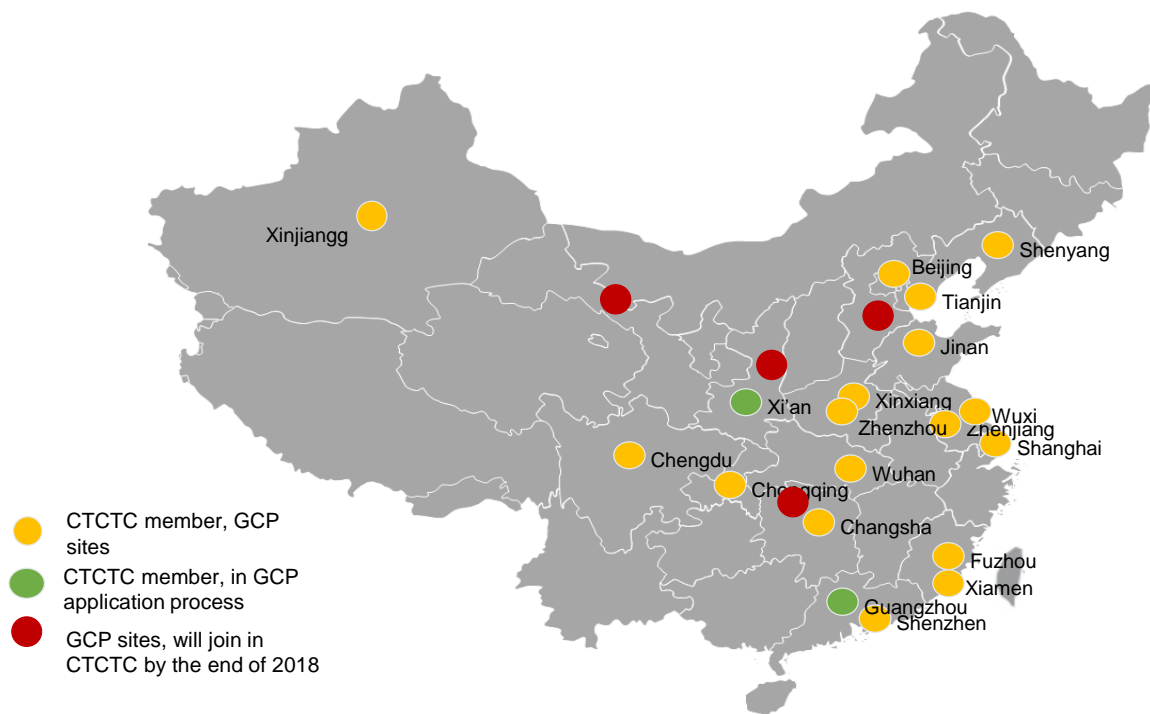 Xinjiangg
Shenyang
Beijing
Tianjin
Jinan
Xi'an
Xinxiang
Zhenzhou
Wuxi
Zhenjiang
Shanghai
Chengdu
Wuhan
Chongqing
Changsha
Fuzhou
Xiamen
Guangzhou
Shenzhen
CTCTC member, GCP
sites
CTCTC member, in GCP
application process
GCP sites, will join in
CTCTC by the end of 2018